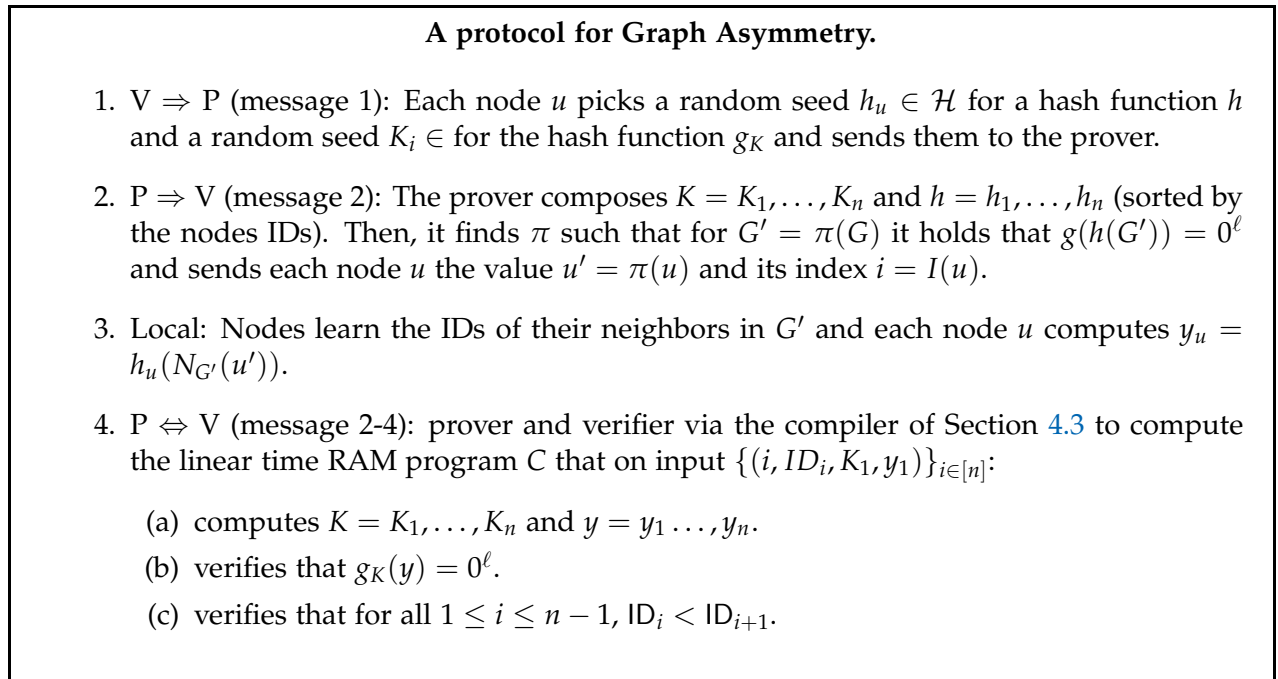 A protocol for Graph Asymmetry.
1. V ⇒ P (message 1): Each node u picks a random seed h_u ∈ ℋ for a hash function h
and a random seed K_i ∈ for the hash function g_K and sends them to the prover.
2. P ⇒ V (message 2): The prover composes K = K_1, . . . , K_n and h = h_1, . . . , h_n (sorted by
the nodes IDs). Then, it finds π such that for G′ = π(G) it holds that g(h(G′)) = 0^ℓ
and sends each node u the value u′ = π(u) and its index i = I(u).
3. Local: Nodes learn the IDs of their neighbors in G′ and each node u computes y_u =
h_u(N_{G′}(u′)).
4. P ⇔ V (message 2-4): prover and verifier via the compiler of Section 4.3 to compute
the linear time RAM program C that on input {(i, ID_i, K_1, y_1)}_{i∈[n]}:
(a) computes K = K_1, . . . , K_n and y = y_1 . . . , y_n.
(b) verifies that g_K(y) = 0^ℓ.
(c) verifies that for all 1 ≤ i ≤ n − 1, ID_i < ID_{i+1}.